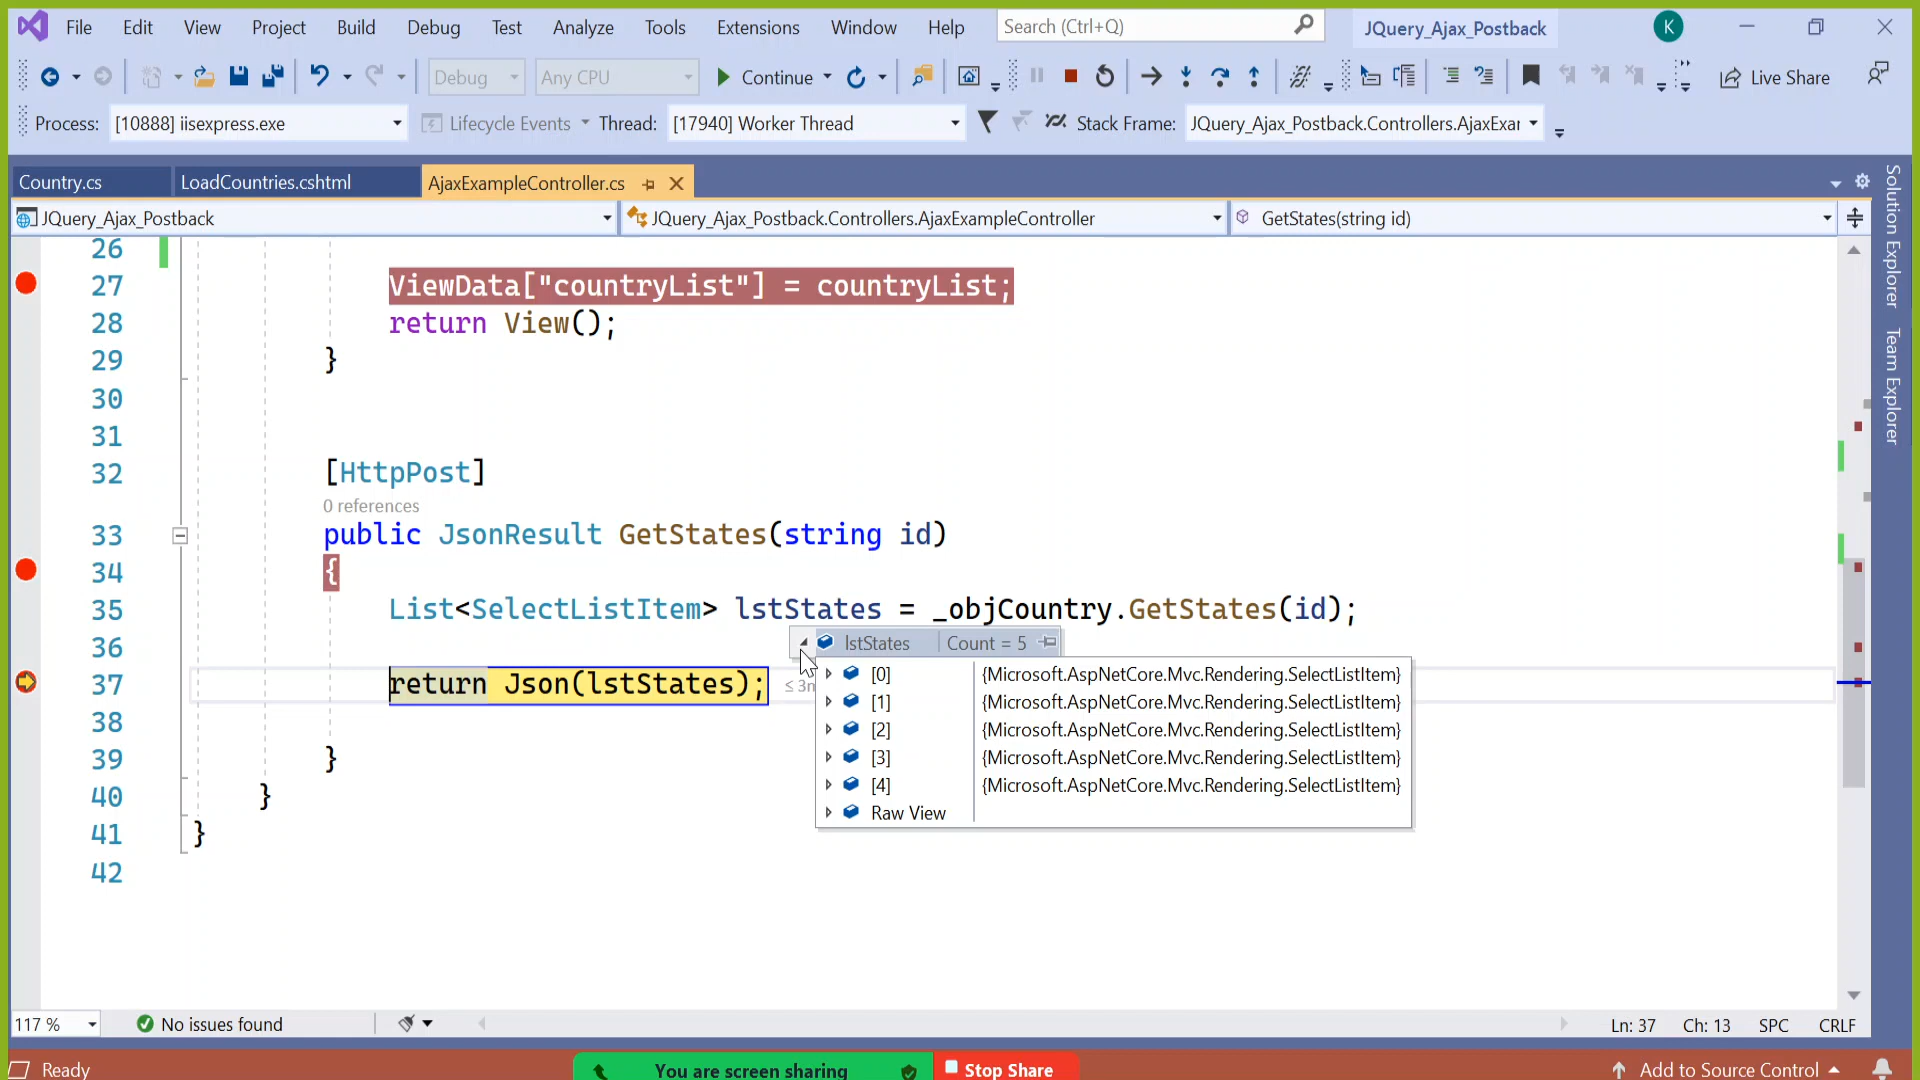 File Edit View Project Build Debug Test Analyze Tools Extensions Window Help Search (Ctrl+Q) JQuery_Ajax_Postback K
Debug Any CPU Continue Live Share
Process: [10888] iisexpress.exe Lifecycle Events Thread: [17940] Worker Thread Stack Frame: JQuery_Ajax_Postback.Controllers.AjaxExar
Country.cs LoadCountries.cshtml AjaxExampleController.cs
JQuery_Ajax_Postback JQuery_Ajax_Postback.Controllers.AjaxExampleController GetStates(string id)
Solution Explorer
Team Explorer
26
27 ViewData["countryList"] = countryList;
28 return View();
29 }
30
31
32 [HttpPost]
0 references
33 public JsonResult GetStates(string id)
34 {
35 List<SelectListItem> lstStates = _objCountry.GetStates(id);
36 lstStates Count = 5
37 return Json(lstStates); ≤ 3m
[0] {Microsoft.AspNetCore.Mvc.Rendering.SelectListItem}
[1] {Microsoft.AspNetCore.Mvc.Rendering.SelectListItem}
38 [2] {Microsoft.AspNetCore.Mvc.Rendering.SelectListItem}
39 } [3] {Microsoft.AspNetCore.Mvc.Rendering.SelectListItem}
40 } [4] {Microsoft.AspNetCore.Mvc.Rendering.SelectListItem}
Raw View
41 }
42
117 % No issues found Ln: 37 Ch: 13 SPC CRLF
Ready You are screen sharing Stop Share Add to Source Control